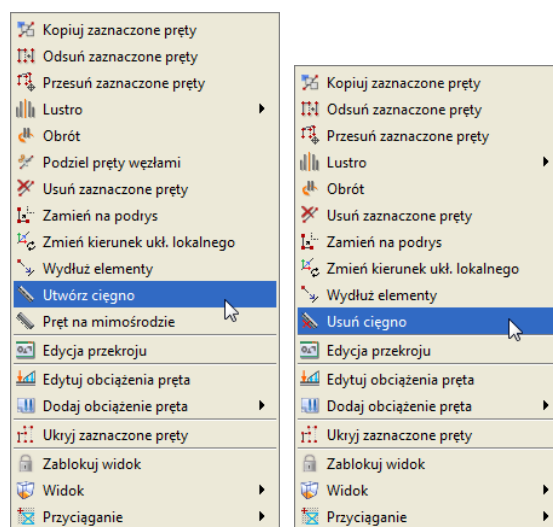 Kopiuj zaznaczone pręty
Odsuń zaznaczone pręty
Przesuń zaznaczone pręty
Lustro
Obrót
Podziel pręty węzłami
Usuń zaznaczone pręty
Zamień na podrys
Zmień kierunek ukł. lokalnego
Wydłuż elementy
Utwórz cięgno
Pręt na mimośrodzie
Edycja przekroju
Edytuj obciążenia pręta
Dodaj obciążenie pręta
Ukryj zaznaczone pręty
Zablokuj widok
Widok
Przyciąganie
Kopiuj zaznaczone pręty
Odsuń zaznaczone pręty
Przesuń zaznaczone pręty
Lustro
Obrót
Usuń zaznaczone pręty
Zamień na podrys
Zmień kierunek ukł. lokalnego
Wydłuż elementy
Usuń cięgno
Edycja przekroju
Edytuj obciążenia pręta
Dodaj obciążenie pręta
Ukryj zaznaczone pręty
Zablokuj widok
Widok
Przyciąganie